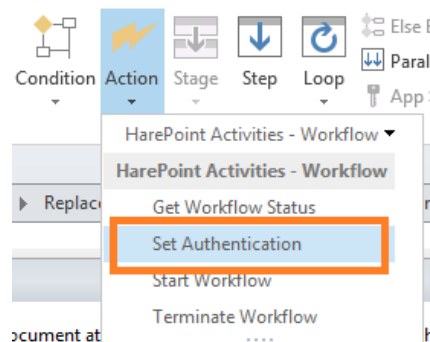 Else
Condition Action Stage Step Loop
Paral
App
HarePoint Activities - Workflow
HarePoint Activities - Workflow
Replac
Get Workflow Status
Set Authentication
Start Workflow
Terminate Workflow
ocument at